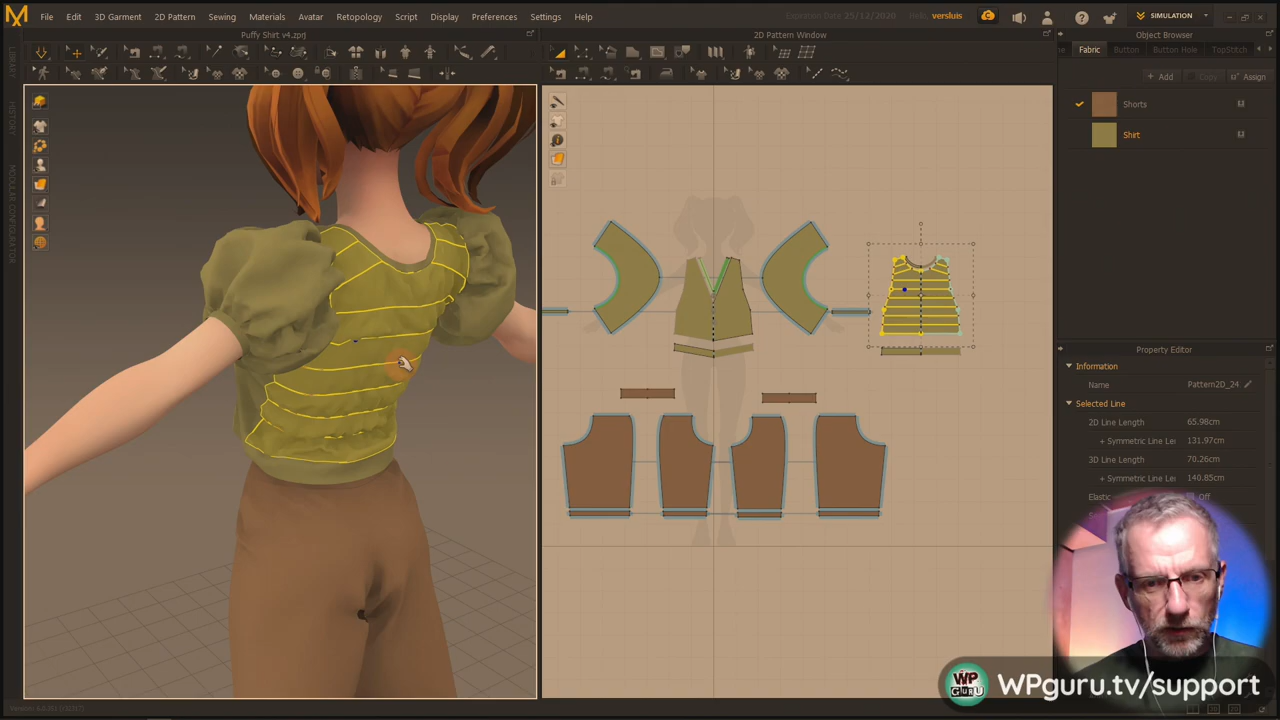 File Edit 3D Garment 2D Pattern Sewing Materials Avatar Retopology Script Display Preferences Settings Help
Expiration Date 25/12/2020 Hello, versluis
SIMULATION
Puffy Shirt v4.zprj
2D Pattern Window
Object Browser
LIBRARY
HISTORY
MODULAR CONFIGURATOR
Fabric Button Button Hole TopStitch
+ Add Copy Assign
Shorts
Shirt
Property Editor
Information
Name Pattern2D_24
Selected Line
2D Line Length 65.98cm
+ Symmetric Line Le 131.97cm
3D Line Length 70.26cm
+ Symmetric Line Le 140.85cm
Elastic Off
WP
GURU
WPguru.tv/support